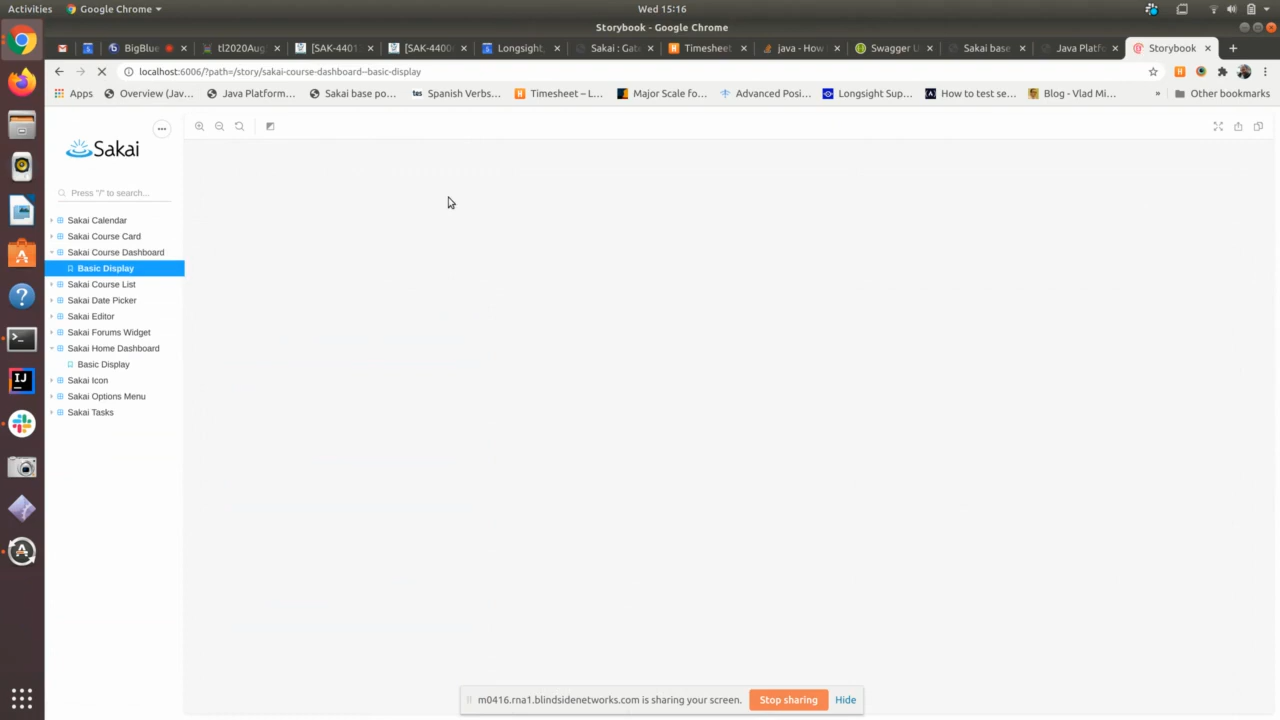 Activities Google Chrome Wed 15:16
Storybook - Google Chrome
BigBlue tl2020Aug [SAK-4401 [SAK-4400 Longsight, Sakai : Gate Timesheet java - How Swagger U Sakai base Java Platfo Storybook
localhost:6006/?path=/story/sakai-course-dashboard--basic-display
Apps Overview (Jav... Java Platform... Sakai base po... Spanish Verbs... Timesheet – L... Major Scale fo... Advanced Posi... Longsight Sup... How to test se... Blog - Vlad Mi... » Other bookmarks
Sakai
Press "/" to search...
Sakai Calendar
Sakai Course Card
Sakai Course Dashboard
Basic Display
Sakai Course List
Sakai Date Picker
Sakai Editor
Sakai Forums Widget
Sakai Home Dashboard
Basic Display
Sakai Icon
Sakai Options Menu
Sakai Tasks
m0416.rna1.blindsidenetworks.com is sharing your screen. Stop sharing Hide